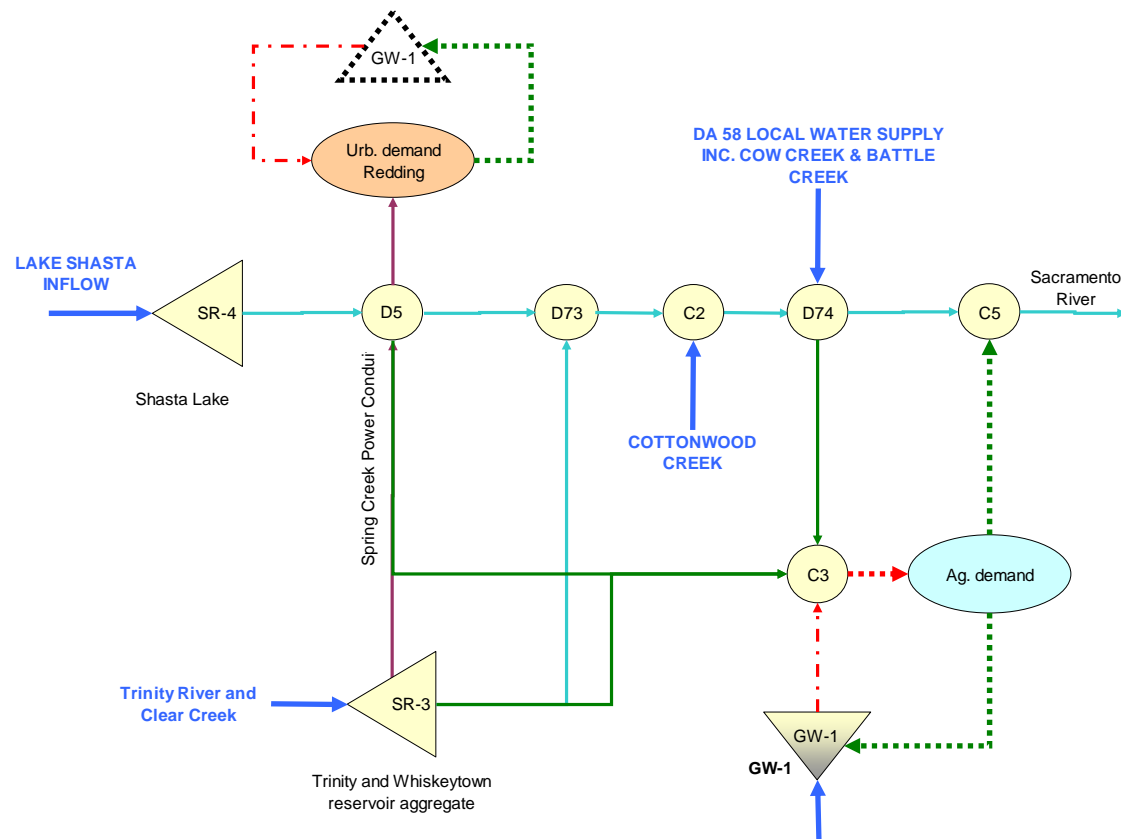 GW-1
Urb. demand
Redding
DA 58 LOCAL WATER SUPPLY
INC. COW CREEK & BATTLE
CREEK
LAKE SHASTA
INFLOW
SR-4
D5
D73
C2
D74
C5
Sacramento
River
Shasta Lake
Spring Creek Power Condui
COTTONWOOD
CREEK
C3
Ag. demand
Trinity River and
Clear Creek
SR-3
GW-1
GW-1
Trinity and Whiskeytown
reservoir aggregate